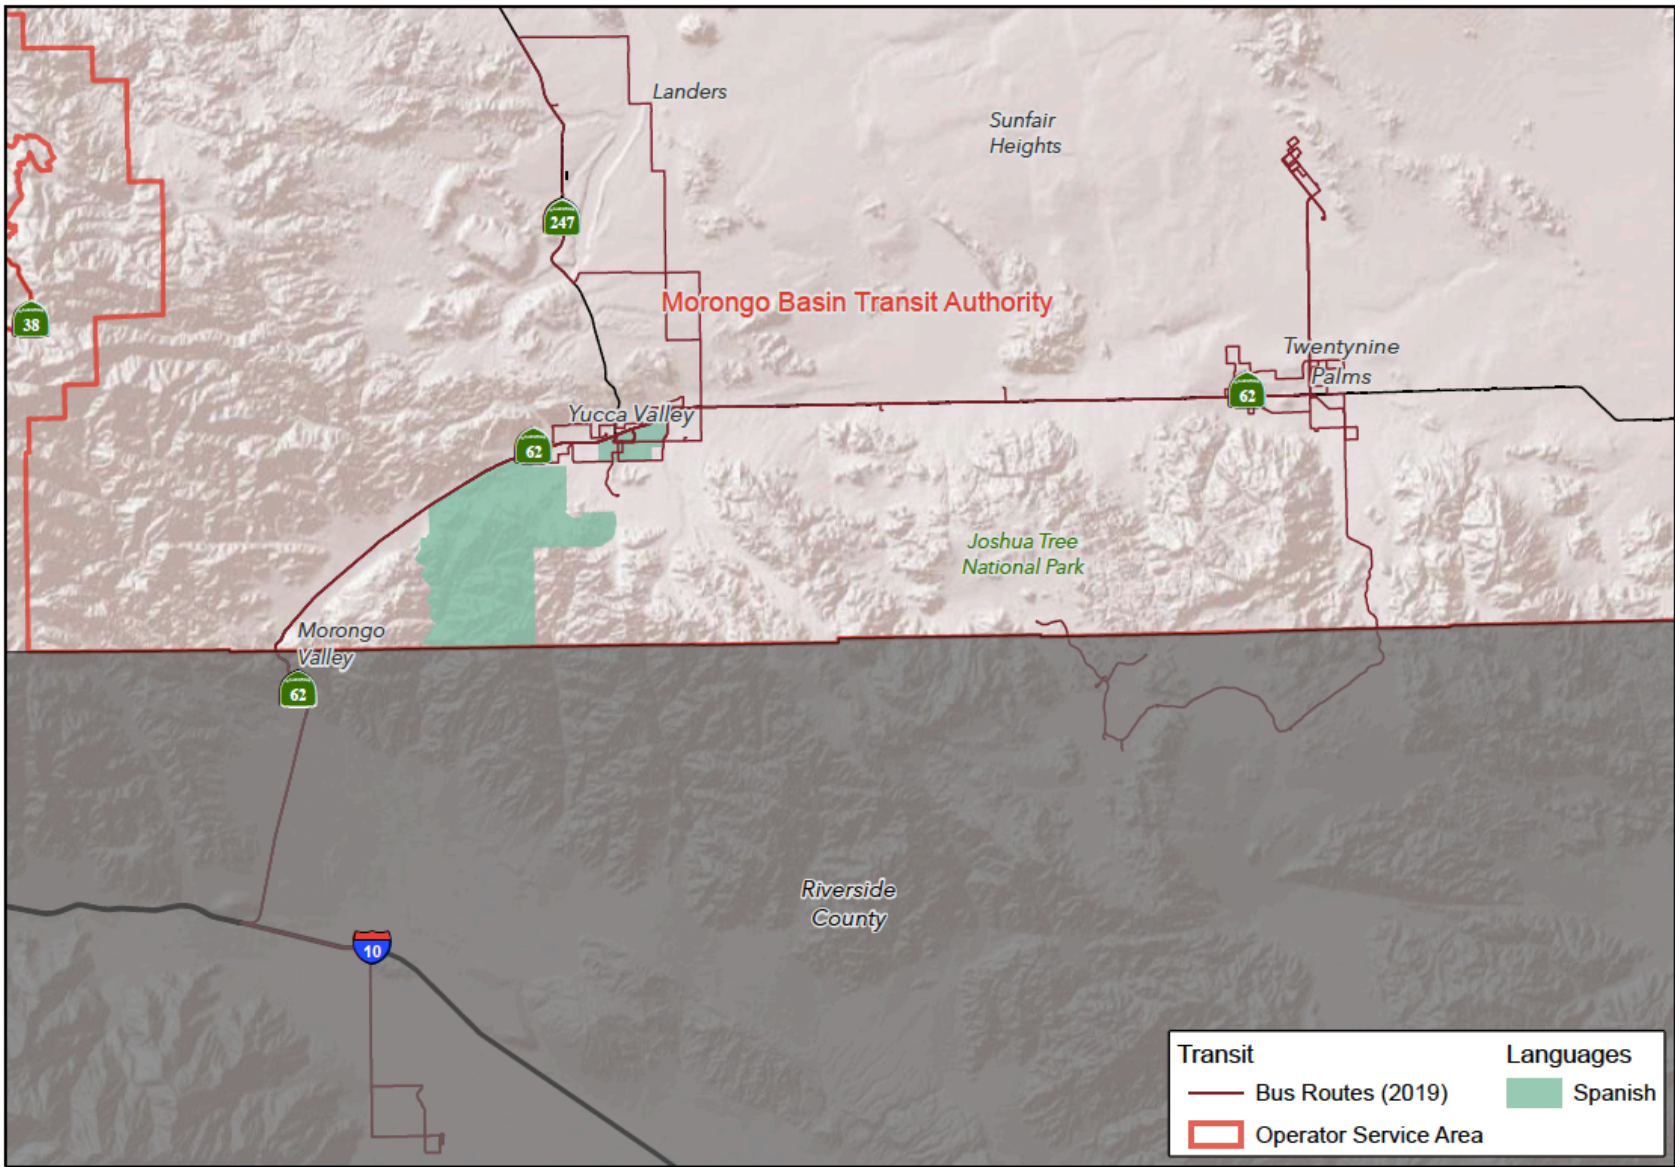 Landers
Sunfair
Heights
247
Morongo Basin Transit Authority
38
Twentynine
Palms
62
Yucca Valley
62
Joshua Tree
National Park
Morongo
Valley
62
Riverside
County
10
Transit
Bus Routes (2019)
Operator Service Area
Languages
Spanish